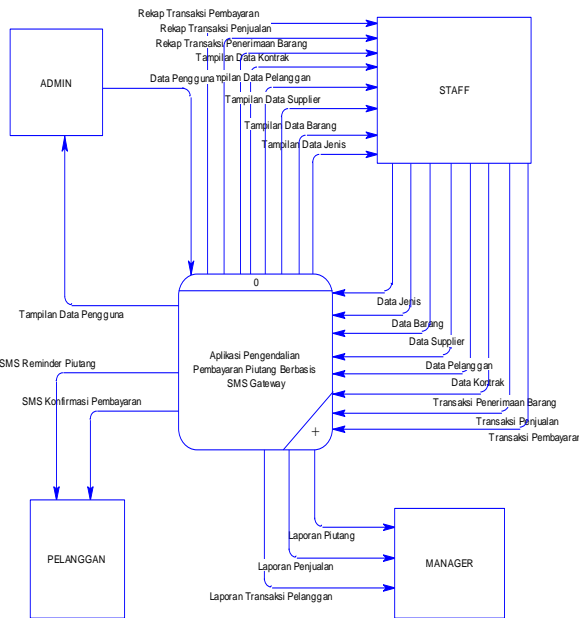 Rekap Transaksi Pembayaran
Rekap Transaksi Penjualan
Rekap Transaksi Penerimaan Barang
Tampilan Data Kontrak
Data Pengguna
mpilan Data Pelanggan
Tampilan Data Supplier
Tampilan Data Barang
Tampilan Data Jenis
ADMIN
STAFF
0
Aplikasi Pengendalian
Pembayaran Piutang Berbasis
SMS Gateway
+
Data Jenis
Data Barang
Data Supplier
Data Pelanggan
Data Kontrak
Transaksi Penerimaan Barang
Transaksi Penjualan
Transaksi Pembayaran
Tampilan Data Pengguna
SMS Reminder Piutang
SMS Konfirmasi Pembayaran
PELANGGAN
Laporan Piutang
Laporan Penjualan
Laporan Transaksi Pelanggan
MANAGER